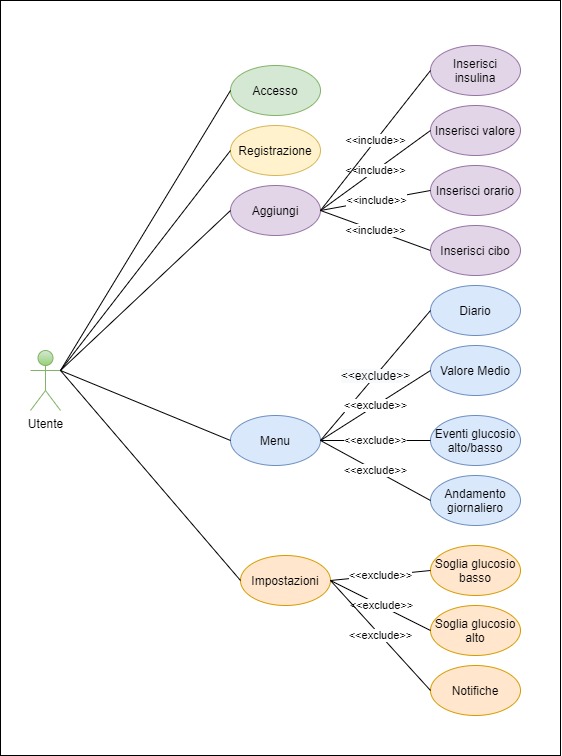 Accesso
Registrazione
Aggiungi
Inserisci
insulina
<<include>>
Inserisci valore
<<include>>
Inserisci orario
<<include>>
Inserisci cibo
<<include>>
Utente
Menu
Diario
<<exclude>>
Valore Medio
<<exclude>>
Eventi glucosio
alto/basso
<<exclude>>
Andamento
giornaliero
<<exclude>>
Impostazioni
Soglia glucosio
basso
<<exclude>>
Soglia glucosio
alto
<<exclude>>
Notifiche
<<exclude>>